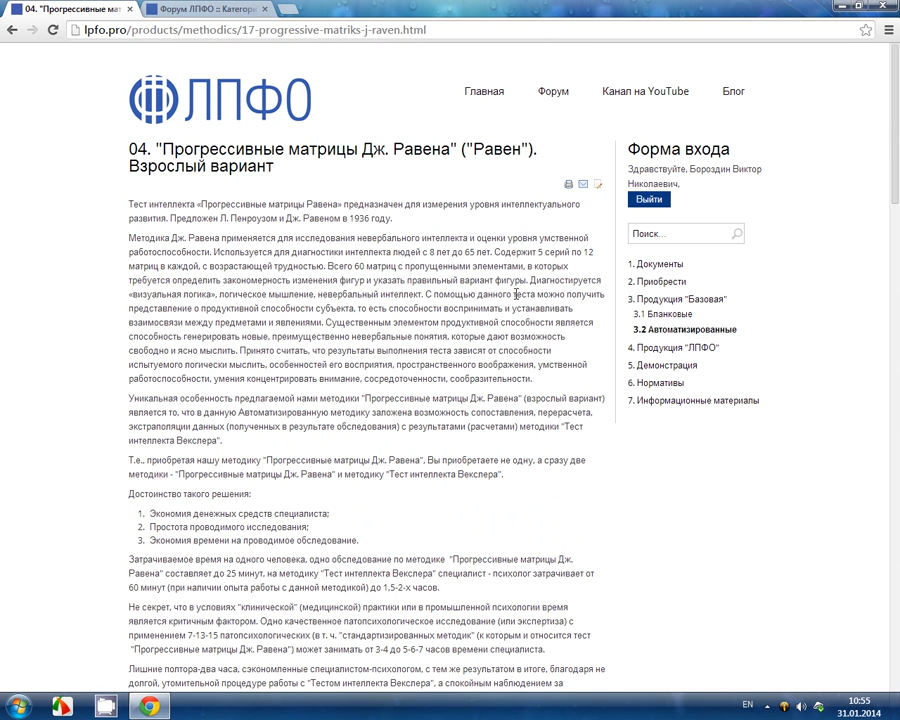 04. "Прогрессивные мат
Форум ЛПФО :: Категори
lpfo.pro/products/methodics/17-progressive-matriks-j-raven.html
ЛПФО
Главная
Форум
Канал на YouTube
Блог
04. "Прогрессивные матрицы Дж. Равена" ("Равен").
Взрослый вариант
Тест интеллекта «Прогрессивные матрицы Равена» предназначен для измерения уровня интеллектуального
развития. Предложен Л. Пенроузом и Дж. Равеном в 1936 году.
Методика Дж. Равена применяется для исследования невербального интеллекта и оценки уровня умственной
работоспособности. Используется для диагностики интеллекта людей с 8 лет до 65 лет. Содержит 5 серий по 12
матриц в каждой, с возрастающей трудностью. Всего 60 матриц с пропущенными элементами, в которых
требуется определить закономерность изменения фигур и указать правильный вариант фигуры. Диагностируется
«визуальная логика», логическое мышление, невербальный интеллект. С помощью данного теста можно получить
представление о продуктивной способности субъекта, то есть способности воспринимать и устанавливать
взаимосвязи между предметами и явлениями. Существенным элементом продуктивной способности является
способность генерировать новые, преимущественно невербальные понятия, которые дают возможность
свободно и ясно мыслить. Принято считать, что результаты выполнения теста зависят от способности
испытуемого логически мыслить, особенностей его восприятия, пространственного воображения, умственной
работоспособности, умения концентрировать внимание, сосредоточенности, сообразительности.
Уникальная особенность предлагаемой нами методики "Прогрессивные матрицы Дж. Равена" (взрослый вариант)
является то, что в данную Автоматизированную методику заложена возможность сопоставления, перерасчета,
экстраполяции данных (полученных в результате обследования) с результатами (расчетами) методики "Тест
интеллекта Векслера".
Т.е., приобретая нашу методику "Прогрессивные матрицы Дж. Равена", Вы приобретаете не одну, а сразу две
методики - "Прогрессивные матрицы Дж. Равена" и методику "Тест интеллекта Векслера".
Достоинство такого решения:
1. Экономия денежных средств специалиста;
2. Простота проводимого исследования;
3. Экономия времени на проводимое обследование.
Затрачиваемое время на одного человека, одно обследование по методике "Прогрессивные матрицы Дж.
Равена" составляет до 25 минут, на методику "Тест интеллекта Векслера" специалист - психолог затрачивает от
60 минут (при наличии опыта работы с данной методикой) до 1,5-2-х часов.
Не секрет, что в условиях "клинической" (медицинской) практики или в промышленной психологии время
является критичным фактором. Одно качественное патопсихологическое исследование (или экспертиза) с
применением 7-13-15 патопсихологических (в т. ч. "стандартизированных методик" (к которым и относится тест
"Прогрессивные матрицы Дж. Равена") может занимать от 3-4 до 5-6-7 часов времени специалиста.
Лишние полтора-два часа, сэкономленные специалистом-психологом, с тем же результатом в итоге, благодаря не
долгой, утомительной процедуре работы с "Тестом интеллекта Векслера", а спокойным наблюдением за
Форма входа
Здравствуйте, Бороздин Виктор
Николаевич,
Выйти
Поиск...
1. Документы
2. Приобрести
3. Продукция "Базовая"
3.1 Бланковые
3.2 Автоматизированные
4. Продукция "ЛПФО"
5. Демонстрация
6. Нормативы
7. Информационные материалы
EN
10:55
31.01.2014